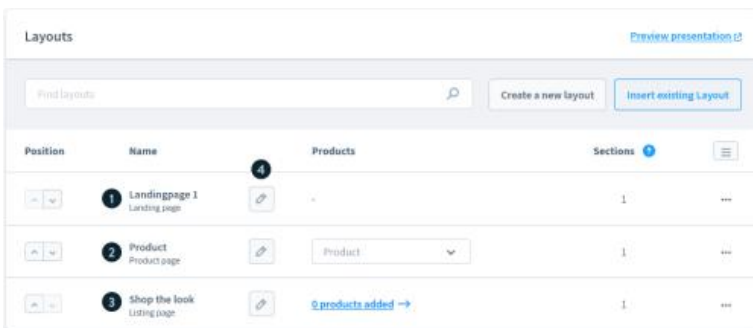 Layouts
Preview presentation
Find layouts
Create a new layout
Insert existing Layout
Position Name Products Sections ?
4
1 Landingpage 1 - 1 ...
Landing page
2 Product Product 1 ...
Product page
3 Shop the look 0 products added → 1 ...
Listing page